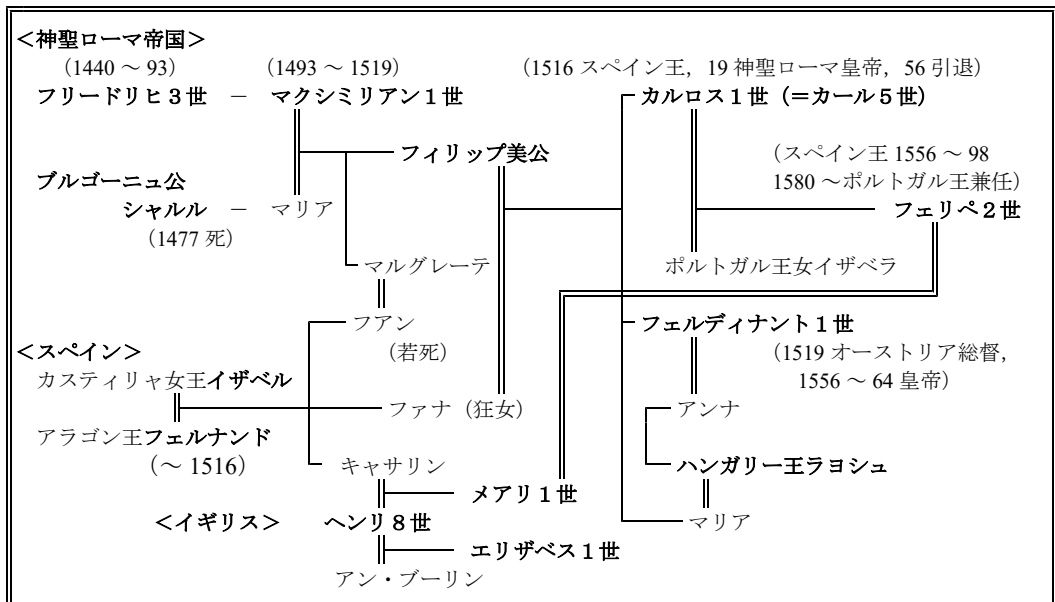 <神聖ローマ帝国>
(1440 ~ 93) (1493 ~ 1519) (1516 スペイン王,19 神聖ローマ皇帝,56 引退)
フリードリヒ3世 - マクシミリアン1世 カルロス1世(=カール5世)
フィリップ美公 (スペイン王 1556 ~ 98
ブルゴーニュ公 1580 ~ポルトガル王兼任)
シャルル - マリア フェリペ2世
(1477 死)
マルグレーテ ポルトガル王女イザベラ
フアン フェルディナント1世
<スペイン> (若死) (1519 オーストリア総督,
カスティリャ女王イザベル 1556 ~ 64 皇帝)
ファナ(狂女) アンナ
アラゴン王フェルナンド
(~ 1516) キャサリン ハンガリー王ラヨシュ
メアリ1世
<イギリス> ヘンリ8世 マリア
エリザベス1世
アン・ブーリン